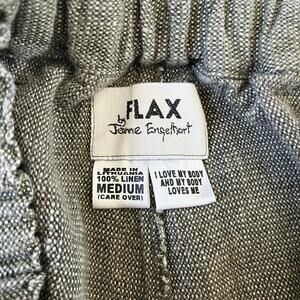 FLAX
by
Jeanne Engelhart
MADE IN
LITHUANIA
100% LINEN
MEDIUM
(CARE OVER)
I LOVE MY BODY
AND MY BODY
LOVES ME